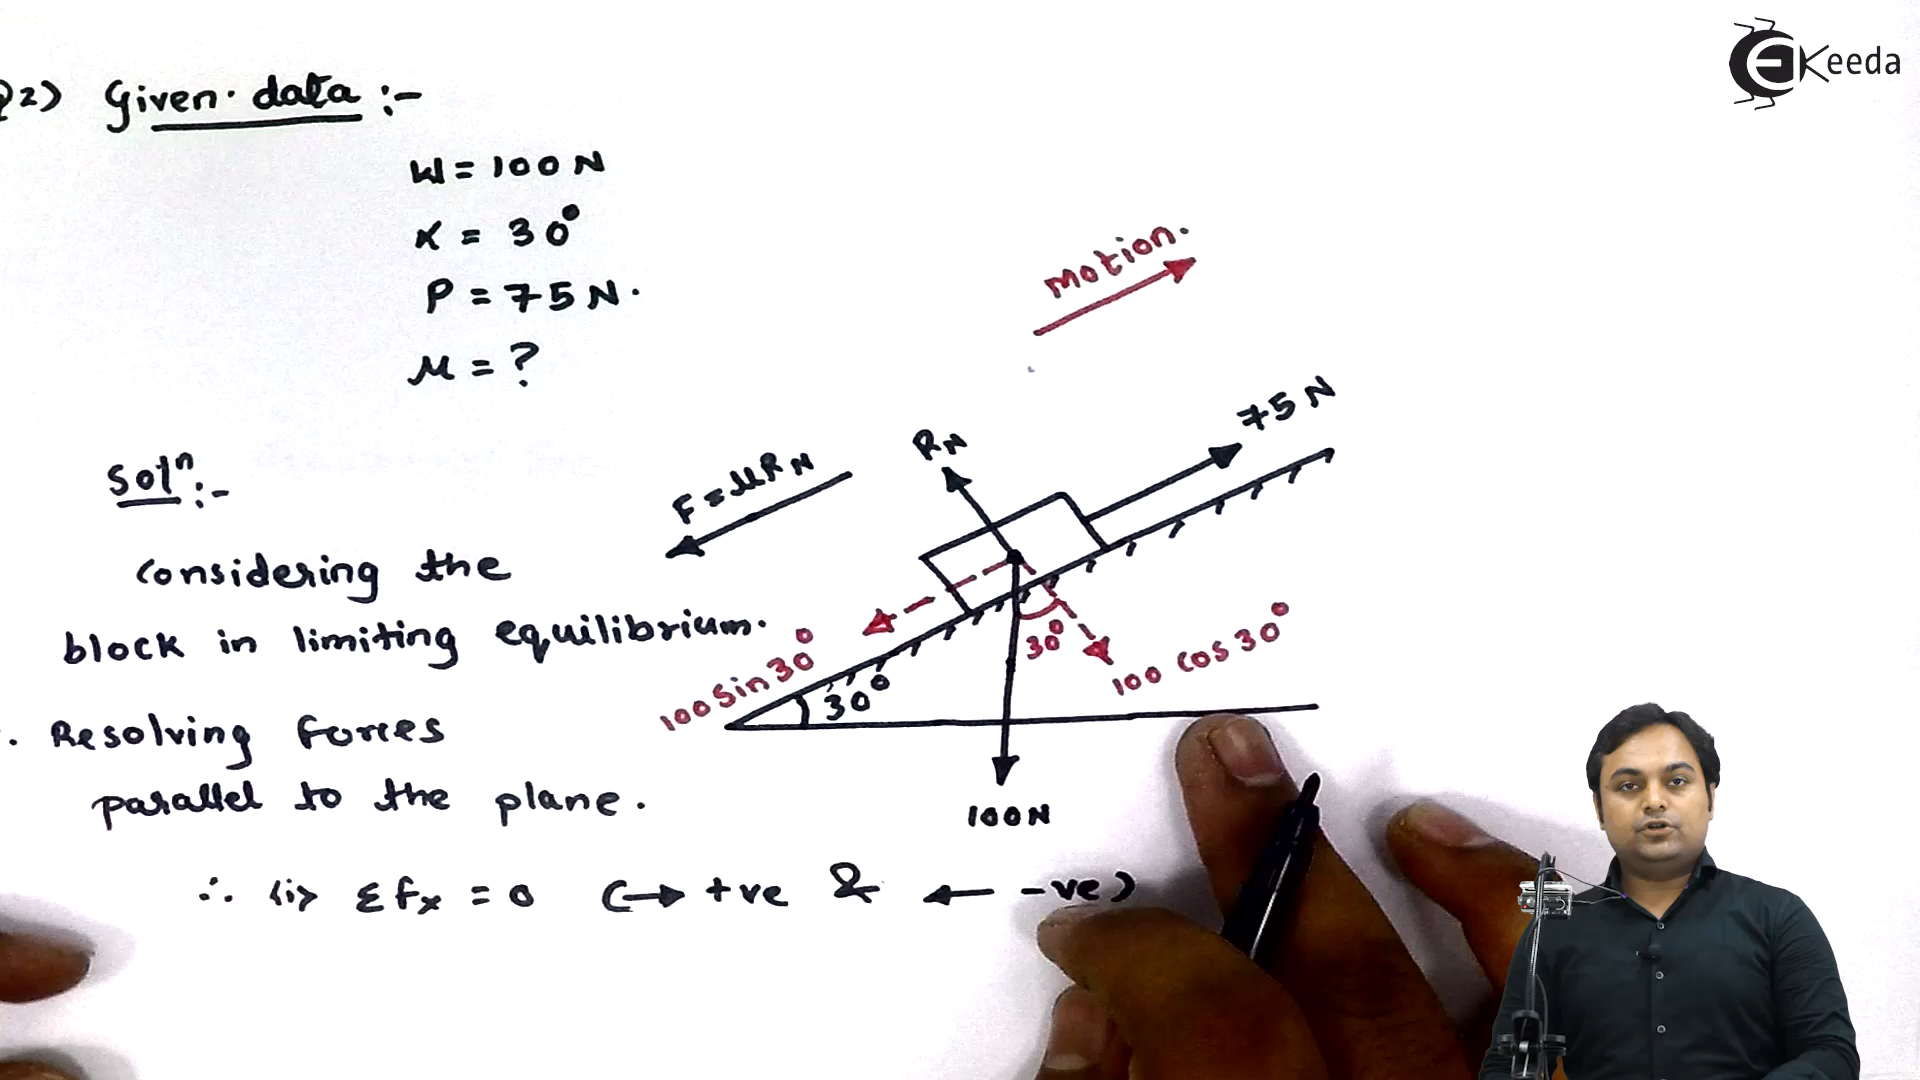 Q2) Given data :-
W = 100 N
α = 30°
P = 75 N.
μ = ?
Solⁿ :-
Considering the
block in limiting equilibrium.
. Resolving forces
parallel to the plane.
∴ (i) Σfx = 0 (→ +ve & ← -ve)
Motion.
75 N
RN
F = μRN
100 sin 30°
30°
30°
100 cos 30°
100N
EKeeda